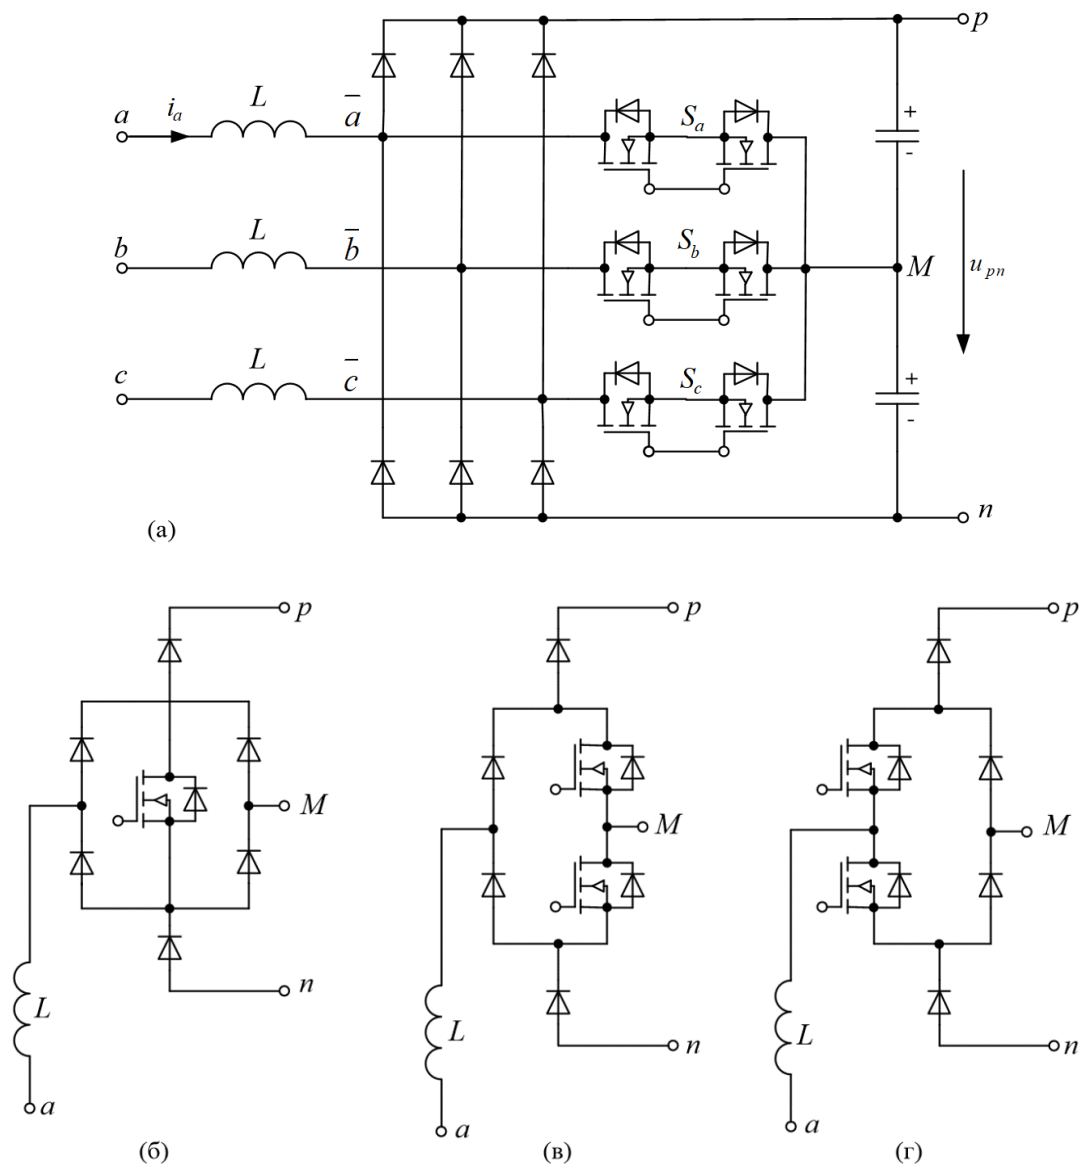 p
a i_a L a̅ S_a +
-
b L b̅ S_b M u_pn
c L c̅ S_c +
-
n
(а)
p p p
M M M
L n L n L n
a a a
(б) (в) (г)